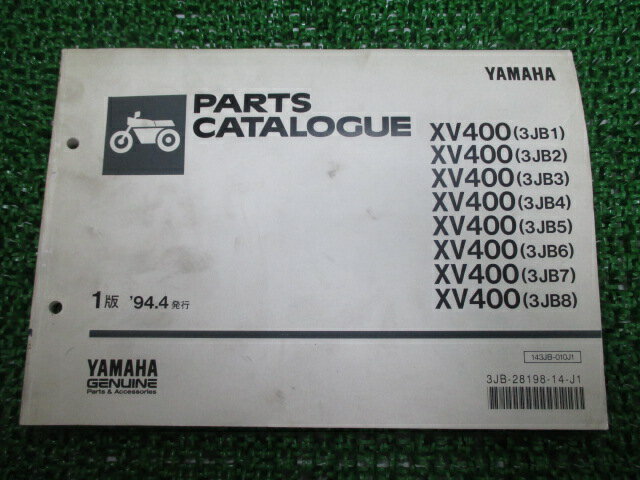 YAMAHA
PARTS
CATALOGUE
XV400(3JB1)
XV400(3JB2)
XV400(3JB3)
XV400(3JB4)
XV400(3JB5)
XV400(3JB6)
XV400(3JB7)
XV400(3JB8)
1版 '94.4発行
YAMAHA
GENUINE
Parts & Accessories
143JB-010J1
3JB-28198-14-J1